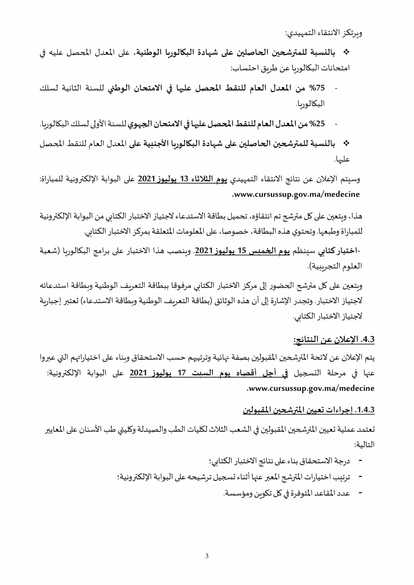 ويرتكز الانتقاء التمهيدي:
❖ بالنسبة للمترشحين الحاصلين على شهادة البكالوريا الوطنية، على المعدل المحصل عليه في
امتحانات البكالوريا عن طريق احتساب:
- 75% من المعدل العام للنقط المحصل عليها في الامتحان الوطني للسنة الثانية لسلك
البكالوريا.
- 25% من المعدل العام للنقط المحصل عليها في الامتحان الجهوي للسنة الأولى لسلك البكالوريا.
❖ بالنسبة للمترشحين الحاصلين على شهادة البكالوريا الأجنبية على المعدل العام للنقط المحصل
عليها.
وسيتم الإعلان عن نتائج الانتقاء التمهيدي يوم الثلاثاء 13 يوليوز 2021 على البوابة الإلكترونية للمباراة:
www.cursussup.gov.ma/medecine.
هذا، ويتعين على كل مترشح تم انتقاؤه، تحميل بطاقة الاستدعاء لاجتياز الاختبار الكتابي من البوابة الإلكترونية
للمباراة وطبعها. وتحتوي هذه البطاقة، خصوصا، على المعلومات المتعلقة بمركز الاختبار الكتابي.
-اختبار كتابي سينظم يوم الخميس 15 يوليوز 2021. وينصب هذا الاختبار على برامج البكالوريا (شعبة
العلوم التجريبية).
ويتعين على كل مترشح الحضور إلى مركز الاختبار الكتابي مرفوقا ببطاقة التعريف الوطنية وبطاقة استدعائه
لاجتياز الاختبار. وتجدر الإشارة إلى أن هذه الوثائق (بطاقة التعريف الوطنية وبطاقة الاستدعاء) تعتبر إجبارية
لاجتياز الاختبار الكتابي.
4.3. الإعلان عن النتائج:
يتم الإعلان عن لائحة المترشحين المقبولين بصفة نهائية وترتيبهم حسب الاستحقاق وبناء على اختياراتهم التي عبروا
عنها في مرحلة التسجيل في أجل أقصاه يوم السبت 17 يوليوز 2021 على البوابة الإلكترونية:
www.cursussup.gov.ma/medecine.
1.4.3. إجراءات تعيين المترشحين المقبولين
تعتمد عملية تعيين المترشحين المقبولين في الشعب الثلاث لكليات الطب والصيدلة وكليتي طب الأسنان على المعايير
التالية:
- درجة الاستحقاق بناء على نتائج الاختبار الكتابي؛
- ترتيب اختيارات المترشح المعبر عنها أثناء تسجيل ترشيحه على البوابة الإلكترونية؛
- عدد المقاعد المتوفرة في كل تكوين ومؤسسة.
3